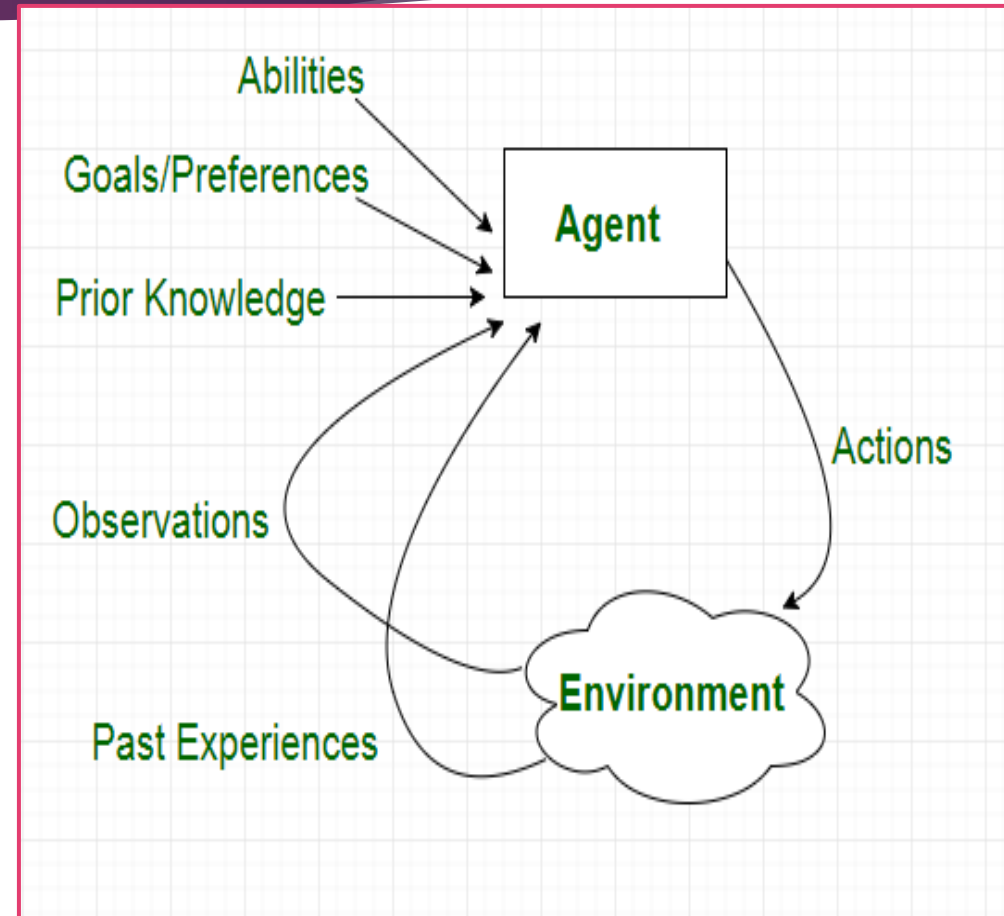 Abilities
Goals/Preferences
Agent
Prior Knowledge
Actions
Observations
Environment
Past Experiences